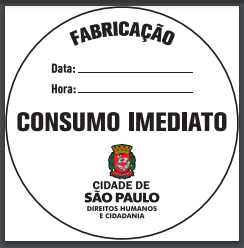 FABRICAÇÃO
Data:
Hora:
CONSUMO IMEDIATO
CIDADE DE
SÃO PAULO
DIREITOS HUMANOS
E CIDADANIA